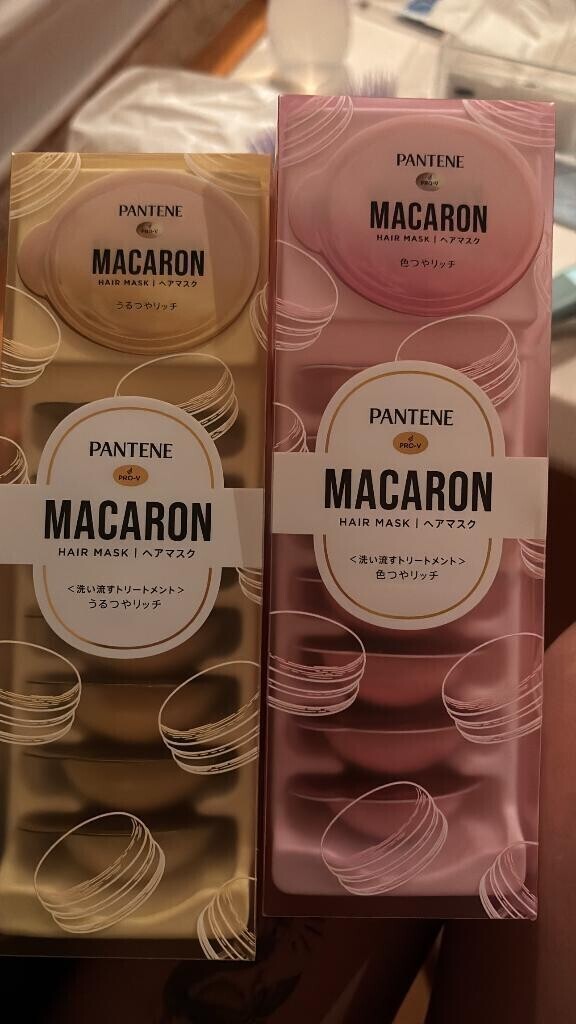 PANTENE
PRO-V
MACARON
HAIR MASK | ヘアマスク
うるつやリッチ
PANTENE
PRO-V
MACARON
HAIR MASK | ヘアマスク
<洗い流すトリートメント>
うるつやリッチ
PANTENE
PRO-V
MACARON
HAIR MASK | ヘアマスク
色つやリッチ
PANTENE
PRO-V
MACARON
HAIR MASK | ヘアマスク
<洗い流すトリートメント>
色つやリッチ